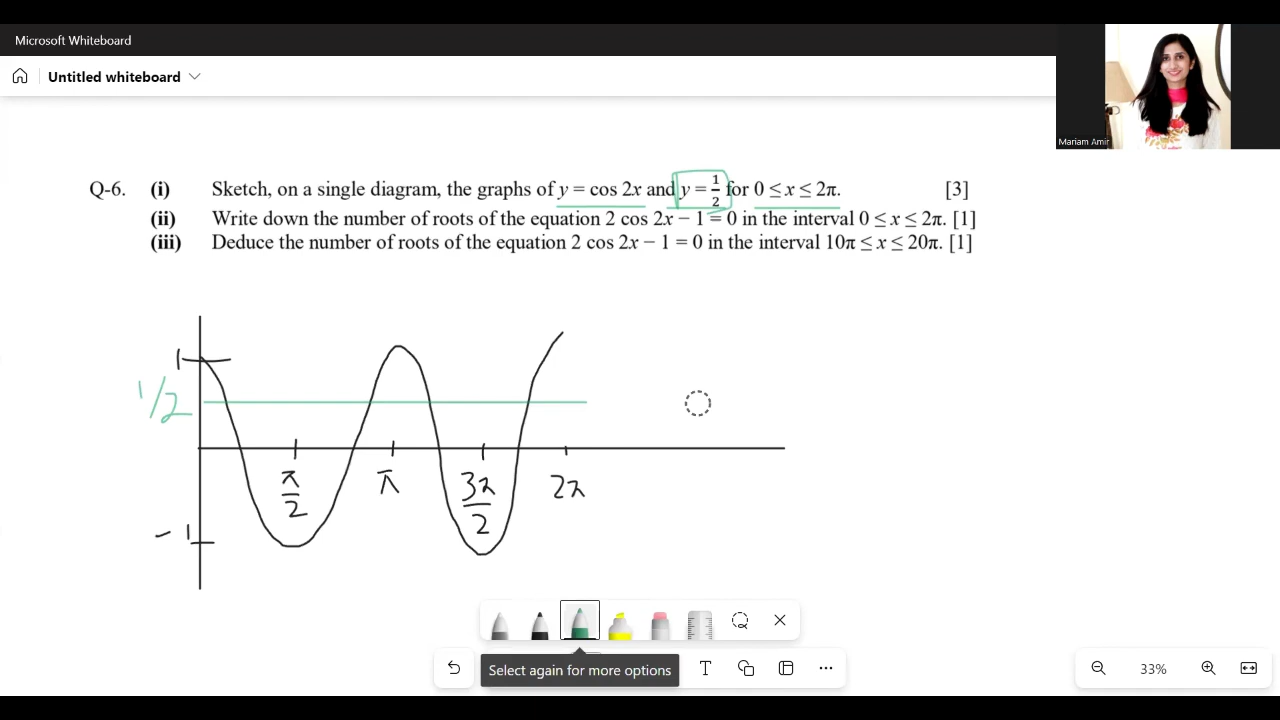 Microsoft Whiteboard
Untitled whiteboard
Mariam Amir
Q-6. (i) Sketch, on a single diagram, the graphs of y = cos 2x and y = 1/2 for 0 ≤ x ≤ 2π. [3]
(ii) Write down the number of roots of the equation 2 cos 2x − 1 = 0 in the interval 0 ≤ x ≤ 2π. [1]
(iii) Deduce the number of roots of the equation 2 cos 2x − 1 = 0 in the interval 10π ≤ x ≤ 20π. [1]
1
1/2
π/2 π 3π/2 2π
-1
Select again for more options
T
33%